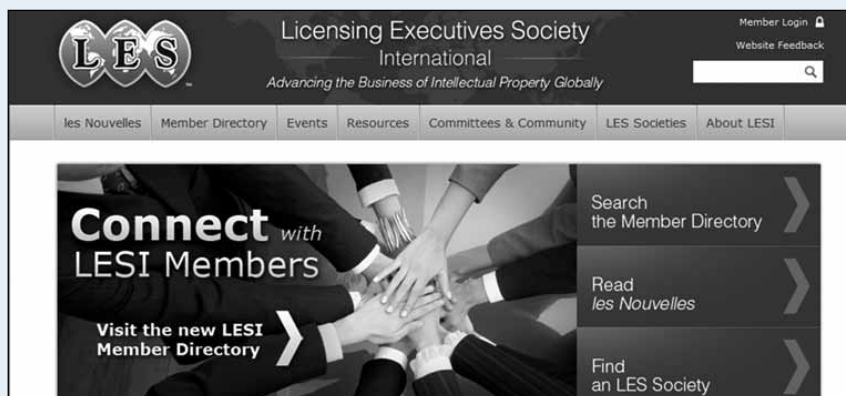 LES
™
Licensing Executives Society
International
Advancing the Business of Intellectual Property Globally
Member Login
Website Feedback
les Nouvelles
Member Directory
Events
Resources
Committees & Community
LES Societies
About LESI
Connect with
LESI Members
Visit the new LESI
Member Directory
Search
the Member Directory
Read
les Nouvelles
Find
an LES Society